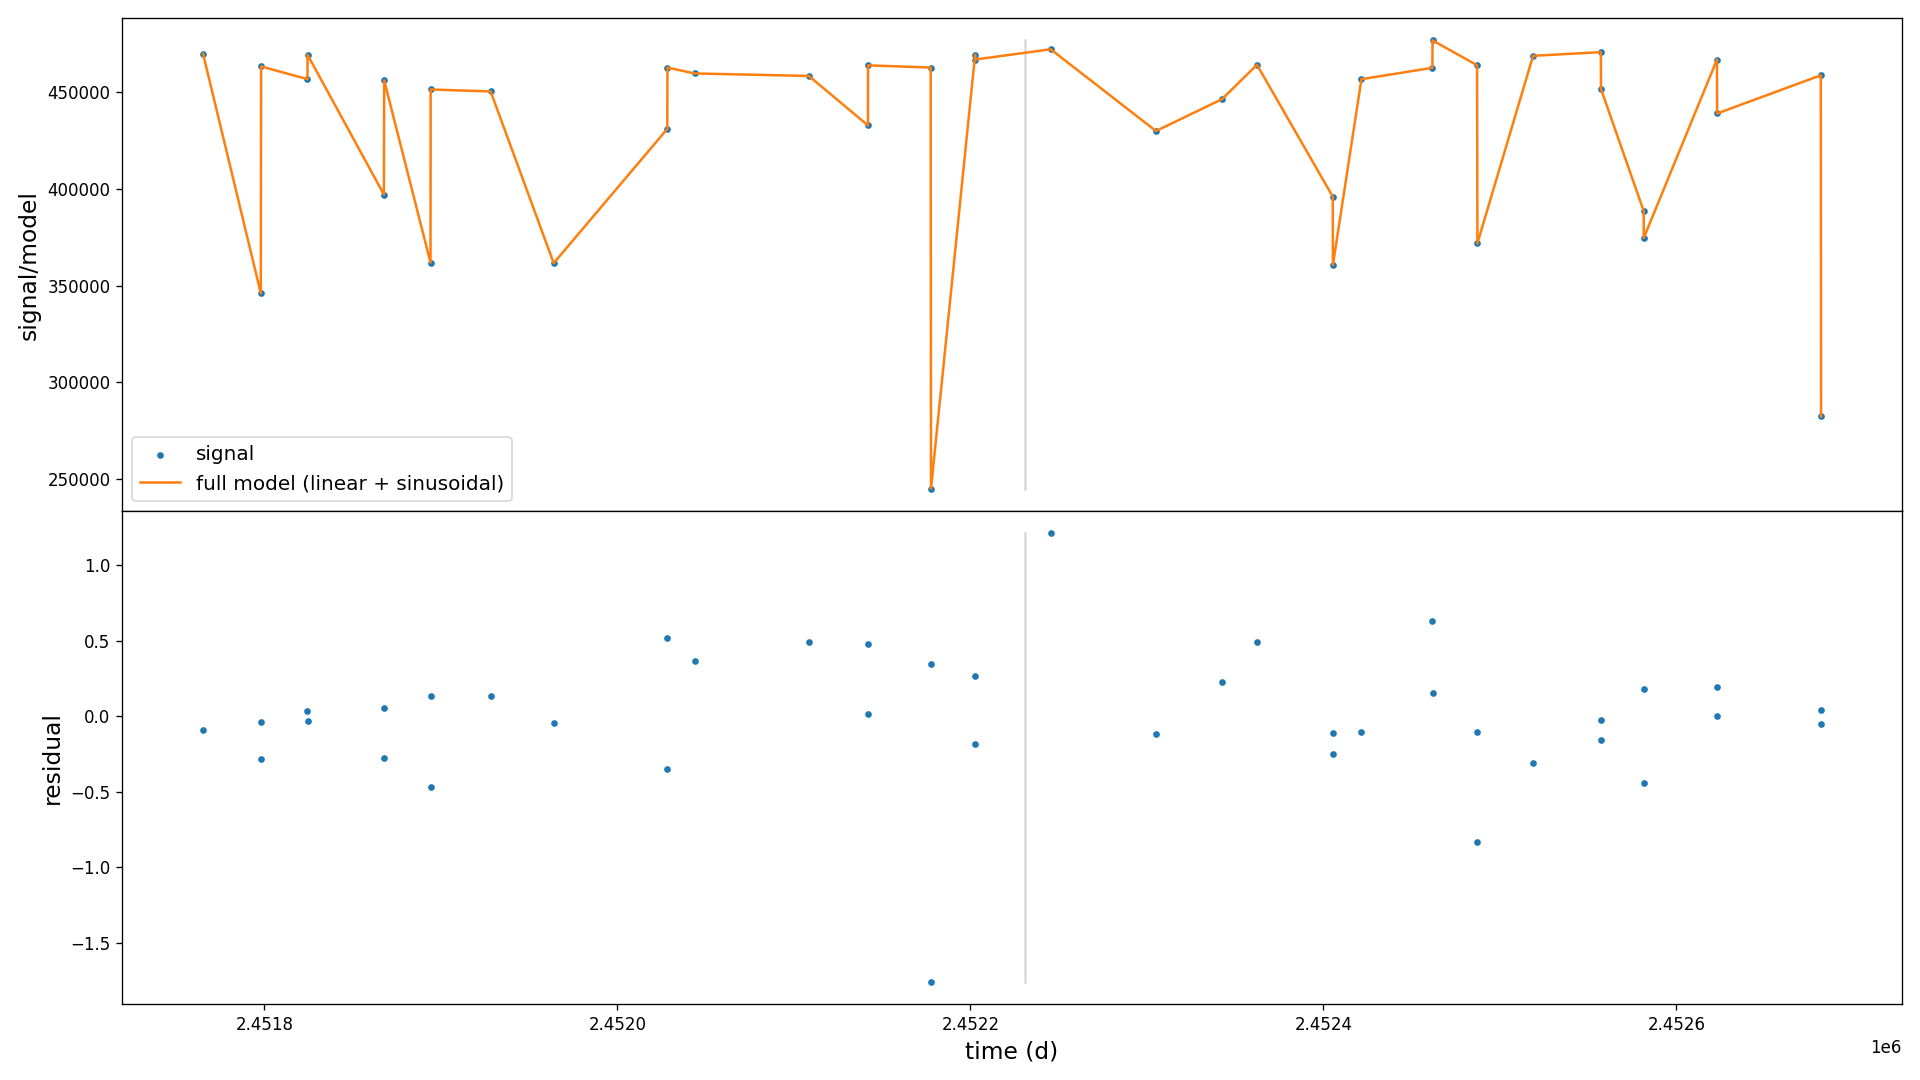 450000
400000
350000
300000
250000
signal/model
signal
full model (linear + sinusoidal)
1.0
0.5
0.0
−0.5
−1.0
−1.5
residual
2.4518
2.4520
2.4522
2.4524
2.4526
time (d)
1e6